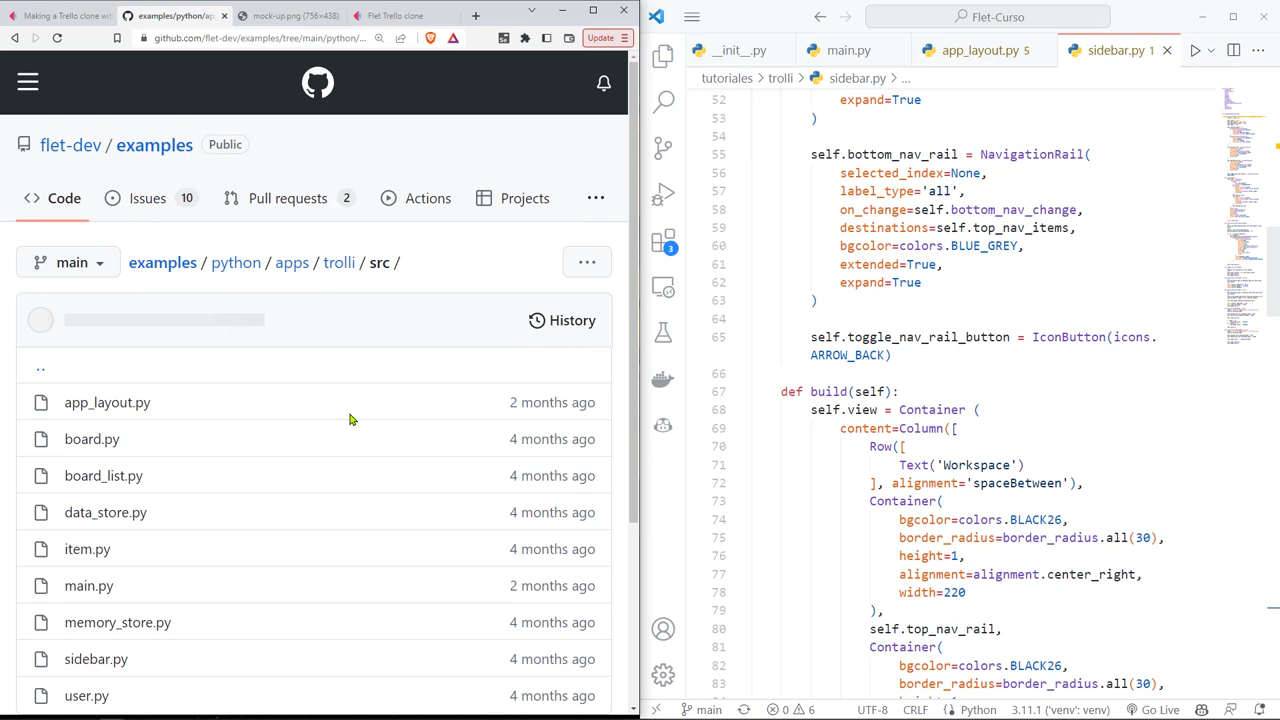 Making a Trello clone wit
examples/python/ap
mock-up.png (756×438)
Flet Trello clone
github.com/flet-dev/examples/tree/main/python/...
Update
flet-dev/examples
Public
Code
Issues 10
Actions
main
examples / python / apps / trolli / src /
istory
..
app_layout.py 2 months ago
board.py 4 months ago
board_list.py 4 months ago
data_store.py 4 months ago
item.py 4 months ago
main.py 2 months ago
memory_store.py 4 months ago
sidebar.py 4 months ago
user.py 4 months ago
Flet-Curso
__init__.py
main.py
app_layout.py 5
sidebar.py 1
tutoriales > trolli > sidebar.py > ...
52 expand=True
53 )
54
55 self.bottom_nav_rail = NavigationRail(
56 selected_index=None,
57 label_type='all',
58 on_change=self.bottom_nav_change,
59 destinations=self.bottom_nav_items,
60 bgcolor=colors.BLUE_GREY,
61 extended=True,
62 expand=True
63 )
64
65 self.toggle_nav_rail_button = IconButton(icons.
ARROW_BACK)
66
67 def build(self):
68 self.view = Container (
69 content=Column([
70 Row([
71 Text('Workspace')
72 ], alignment='spaceBetween'),
73 Container(
74 bgcolor=colors.BLACK26,
75 border_radius=border_radius.all(30),
76 height=1,
77 alignment=alignment.center_right,
78 width=220
79 ),
80 self.top_nav_rail,
81 Container(
82 bgcolor=colors.BLACK26,
83 border_radius=border_radius.all(30),
3
main
0 6
UTF-8
CRLF
Python
3.11.1 ('venv': venv)
Go Live